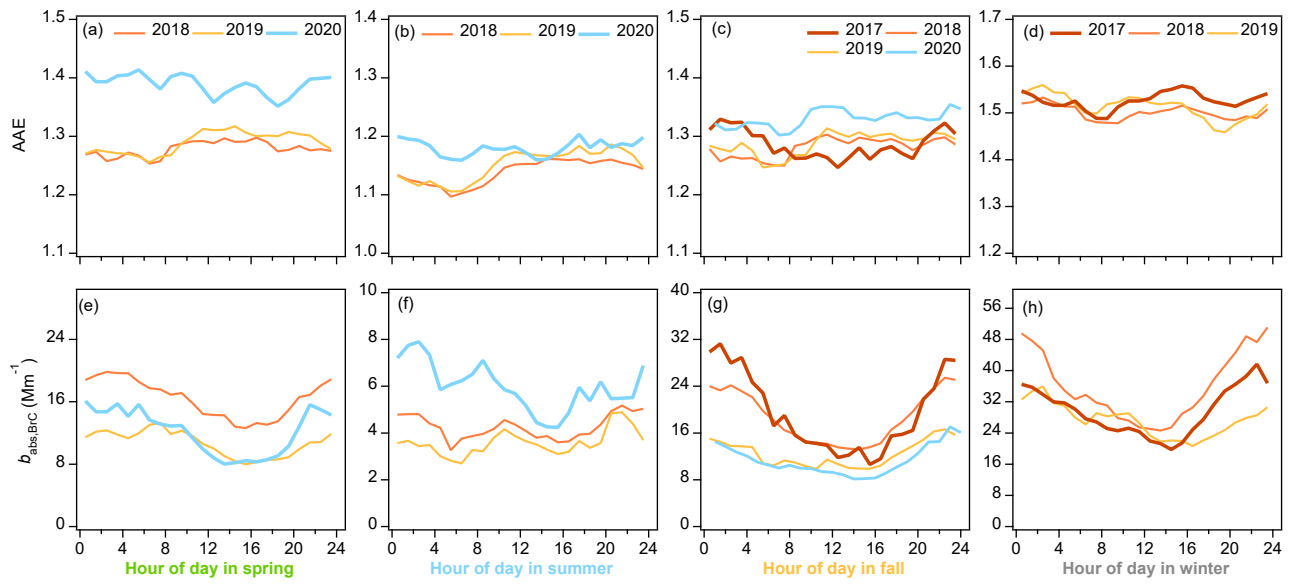 (a) 2018 2019 2020
(b) 2018 2019 2020
(c) 2017 2018
2019 2020
(d) 2017 2018 2019
AAE
1.5
1.4
1.3
1.2
1.1
1.4
1.3
1.2
1.1
1.0
1.5
1.4
1.3
1.2
1.1
1.7
1.6
1.5
1.4
1.3
1.2
(e)
(f)
(g)
(h)
b abs,BrC (Mm⁻¹)
24
16
8
0
10
8
6
4
2
0
40
32
24
16
8
0
56
48
40
32
24
16
8
0
0 4 8 12 16 20 24
0 4 8 12 16 20 24
0 4 8 12 16 20 24
0 4 8 12 16 20 24
Hour of day in spring
Hour of day in summer
Hour of day in fall
Hour of day in winter